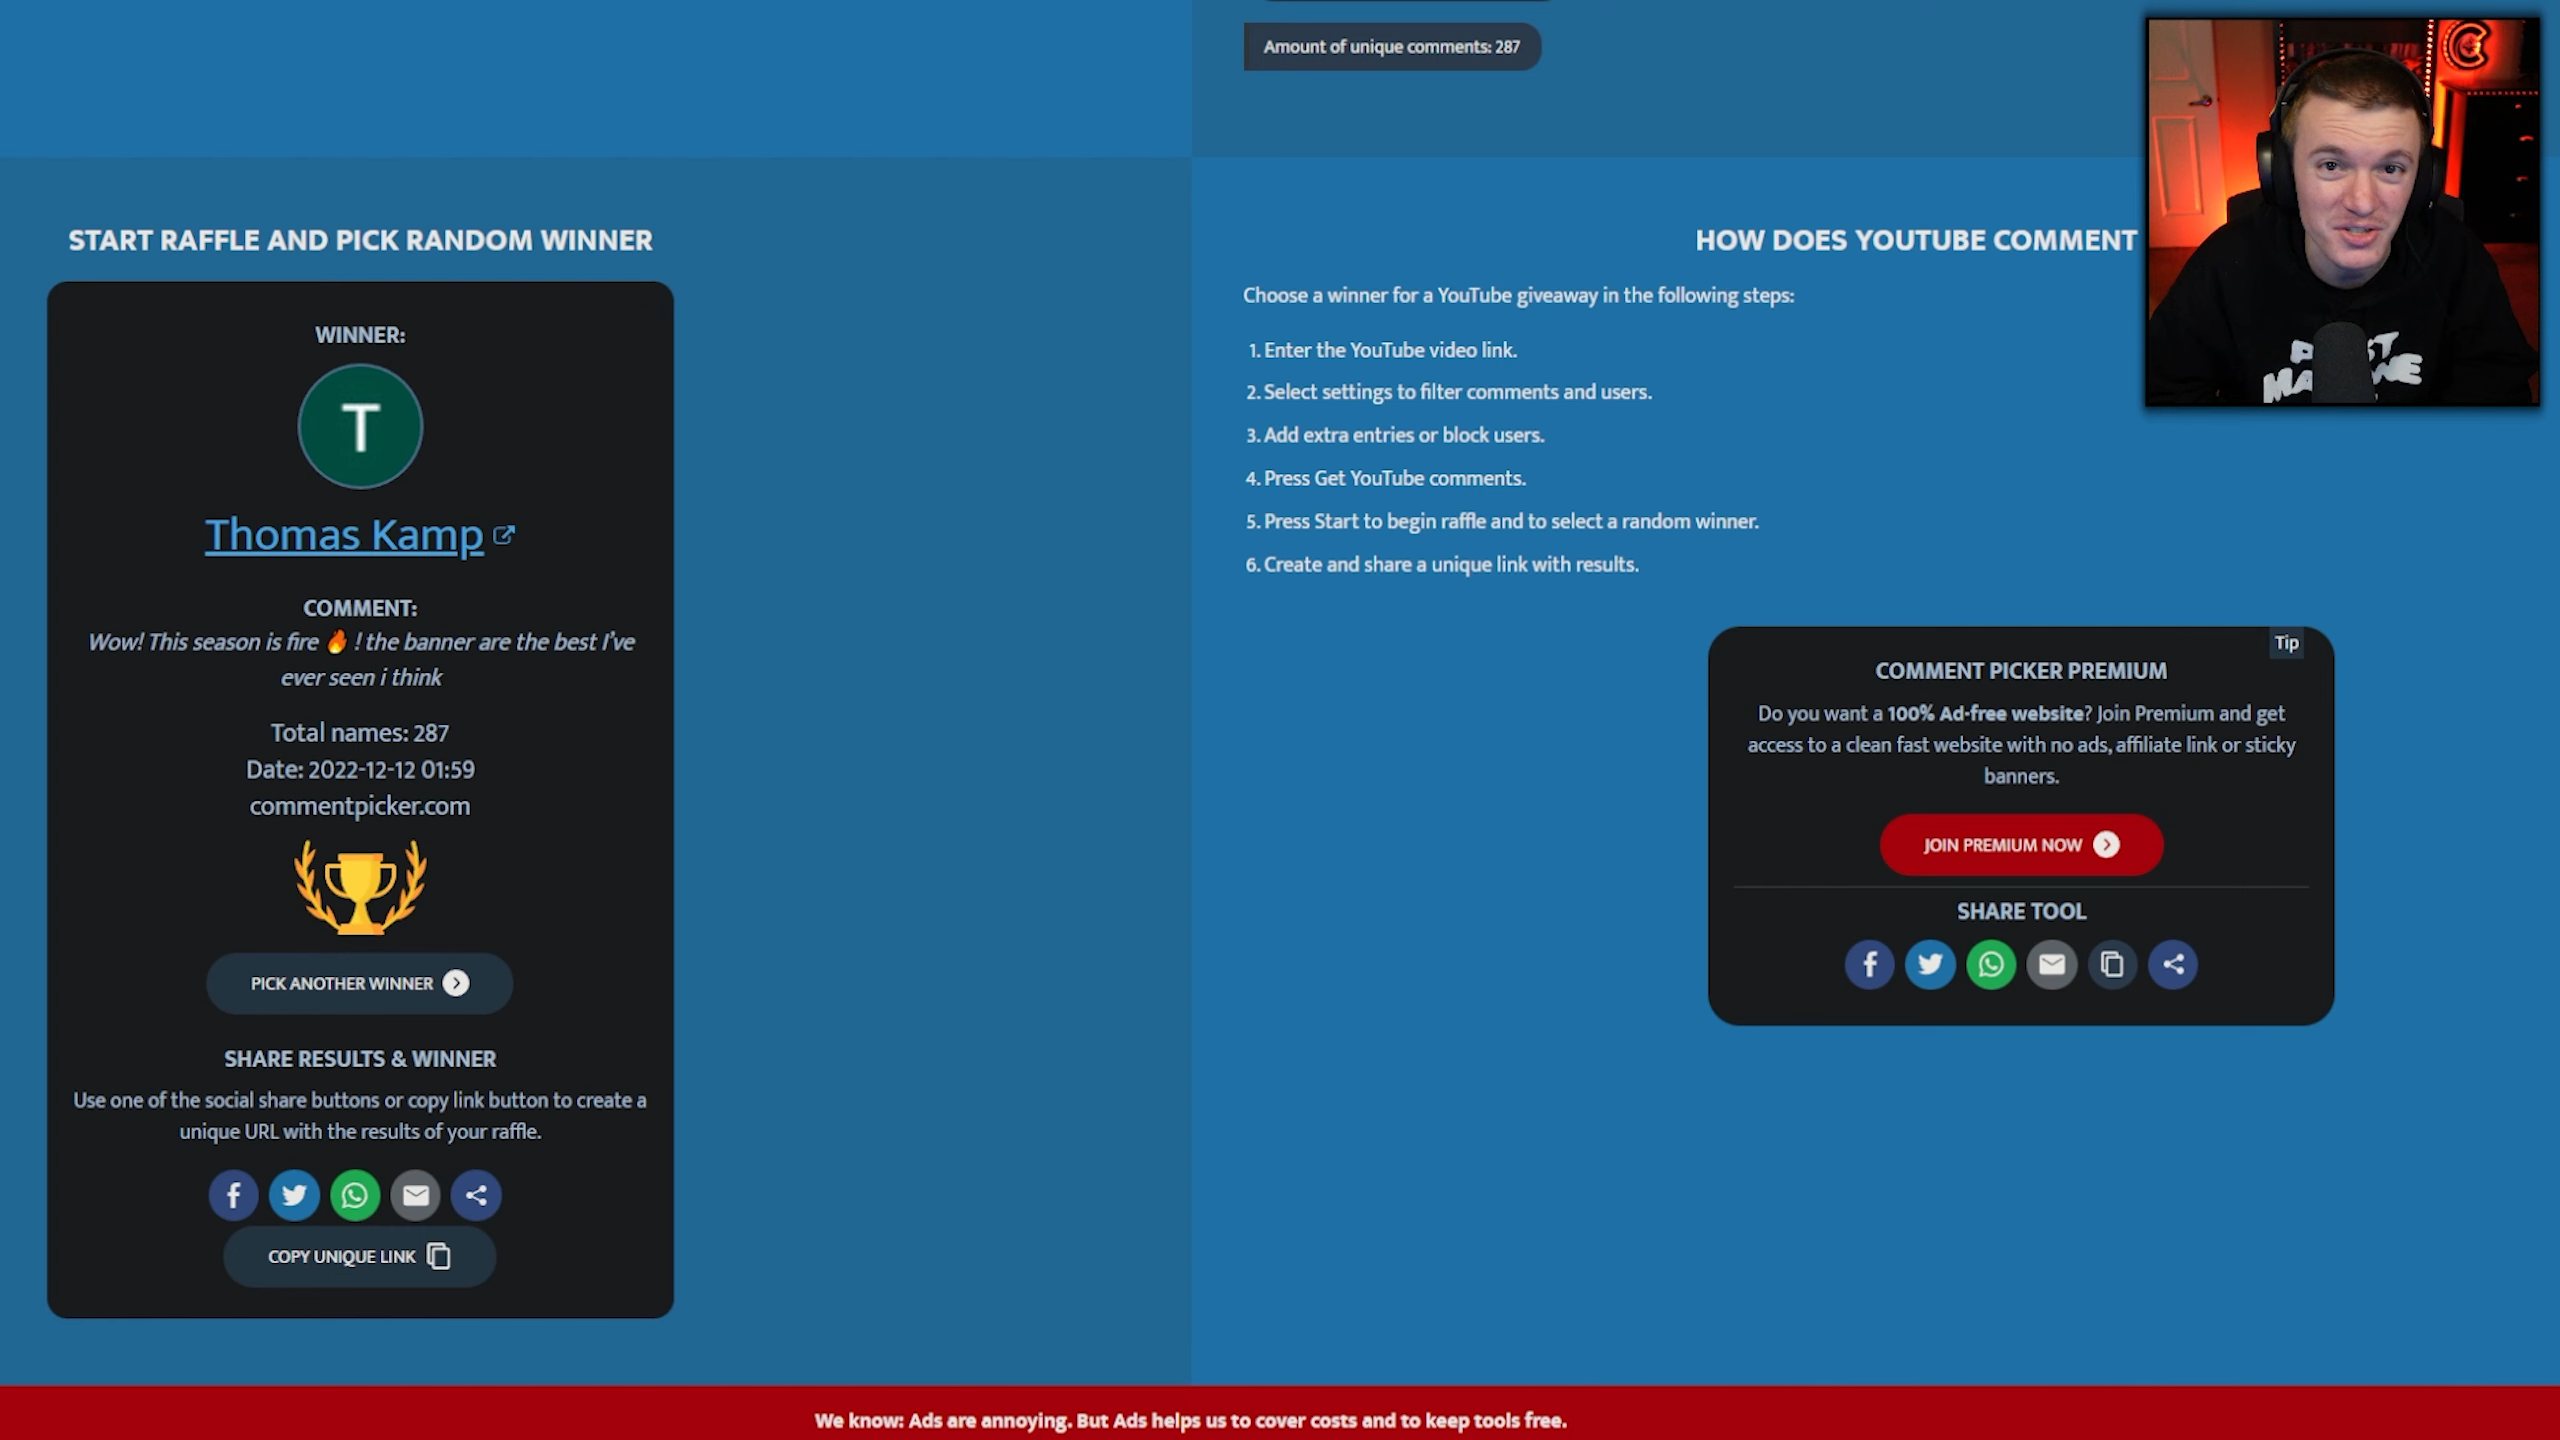 Amount of unique comments: 287
START RAFFLE AND PICK RANDOM WINNER
WINNER:
T
Thomas Kamp
COMMENT:
Wow! This season is fire 🔥 ! the banner are the best I've
ever seen i think
Total names: 287
Date: 2022-12-12 01:59
commentpicker.com
PICK ANOTHER WINNER
SHARE RESULTS & WINNER
Use one of the social share buttons or copy link button to create a
unique URL with the results of your raffle.
COPY UNIQUE LINK
HOW DOES YOUTUBE COMMENT
Choose a winner for a YouTube giveaway in the following steps:
1. Enter the YouTube video link.
2. Select settings to filter comments and users.
3. Add extra entries or block users.
4. Press Get YouTube comments.
5. Press Start to begin raffle and to select a random winner.
6. Create and share a unique link with results.
Tip
COMMENT PICKER PREMIUM
Do you want a 100% Ad-free website? Join Premium and get
access to a clean fast website with no ads, affiliate link or sticky
banners.
JOIN PREMIUM NOW
SHARE TOOL
We know: Ads are annoying. But Ads helps us to cover costs and to keep tools free.